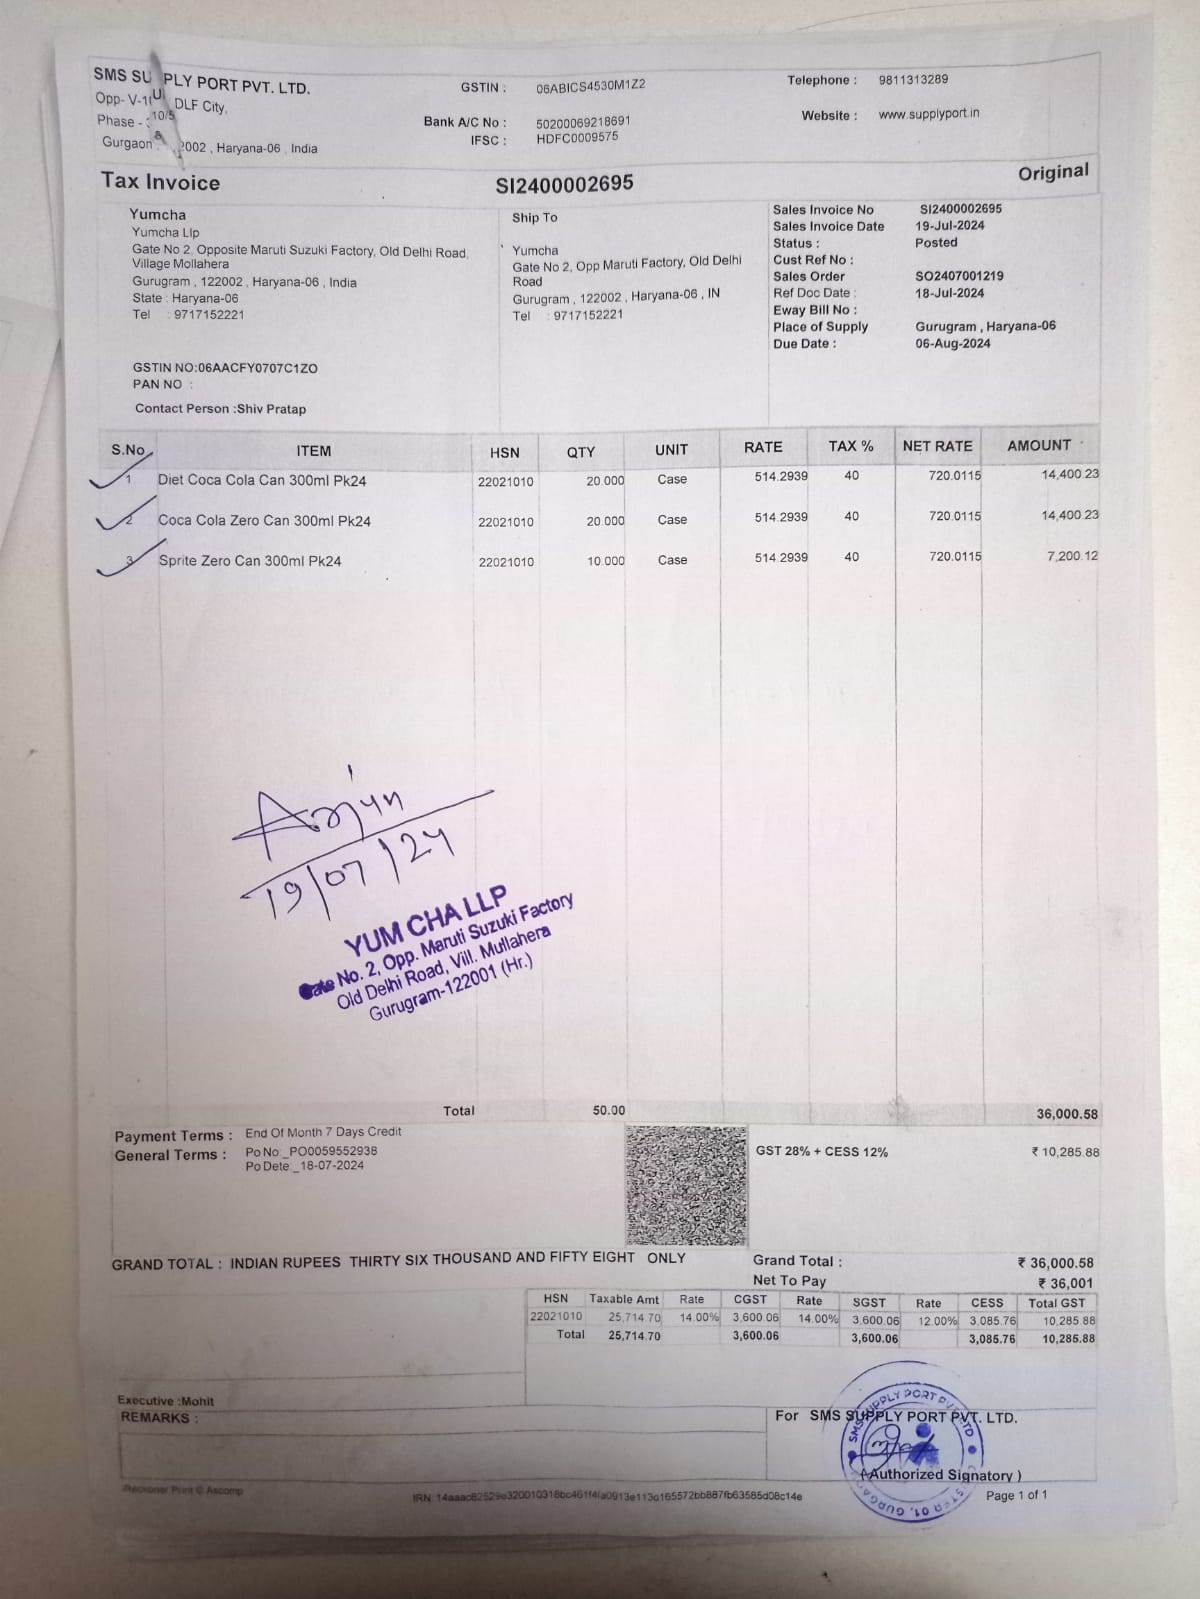 SMS SU PLY PORT PVT. LTD.
Opp- V-1 DLF City,
Phase -
Gurgaon 2002 , Haryana-06 , India
GSTIN : 06ABICS4530M1Z2
Bank A/C No : 50200069218691
IFSC : HDFC0009575
Telephone : 9811313289
Website : www.supplyport.in
Tax Invoice SI2400002695 Original
Yumcha
Yumcha Llp
Gate No 2, Opposite Maruti Suzuki Factory, Old Delhi Road,
Village Mollahera
Gurugram , 122002 , Haryana-06 , India
State : Haryana-06
Tel : 9717152221
GSTIN NO:06AACFY0707C1ZO
PAN NO :
Contact Person :Shiv Pratap
Ship To
Yumcha
Gate No 2, Opp Maruti Factory, Old Delhi
Road
Gurugram , 122002 , Haryana-06 , IN
Tel : 9717152221
Sales Invoice No SI2400002695
Sales Invoice Date 19-Jul-2024
Status : Posted
Cust Ref No :
Sales Order SO2407001219
Ref Doc Date : 18-Jul-2024
Eway Bill No :
Place of Supply Gurugram , Haryana-06
Due Date : 06-Aug-2024
S.No ITEM HSN QTY UNIT RATE TAX % NET RATE AMOUNT
1 Diet Coca Cola Can 300ml Pk24 22021010 20.000 Case 514.2939 40 720.0115 14,400.23
2 Coca Cola Zero Can 300ml Pk24 22021010 20.000 Case 514.2939 40 720.0115 14,400.23
3 Sprite Zero Can 300ml Pk24 22021010 10.000 Case 514.2939 40 720.0115 7,200.12
Arjun
19/07/24
YUM CHA LLP
Gate No. 2, Opp. Maruti Suzuki Factory
Old Delhi Road, Vill. Mullahera
Gurugram-122001 (Hr.)
Total 50.00 36,000.58
Payment Terms : End Of Month 7 Days Credit
General Terms : Po No:_PO0059552938
Po Dete:_18-07-2024
GST 28% + CESS 12% ₹ 10,285.88
GRAND TOTAL : INDIAN RUPEES THIRTY SIX THOUSAND AND FIFTY EIGHT ONLY
Grand Total : ₹ 36,000.58
Net To Pay ₹ 36,001
HSN Taxable Amt Rate CGST Rate SGST Rate CESS Total GST
22021010 25,714.70 14.00% 3,600.06 14.00% 3,600.06 12.00% 3,085.76 10,285.88
Total 25,714.70 3,600.06 3,600.06 3,085.76 10,285.88
Executive :Mohit
REMARKS :
For SMS SUPPLY PORT PVT. LTD.
SMS SUPPLY PORT PVT. LTD
(Authorized Signatory )
Reckoner Print © Ascomp
Page 1 of 1